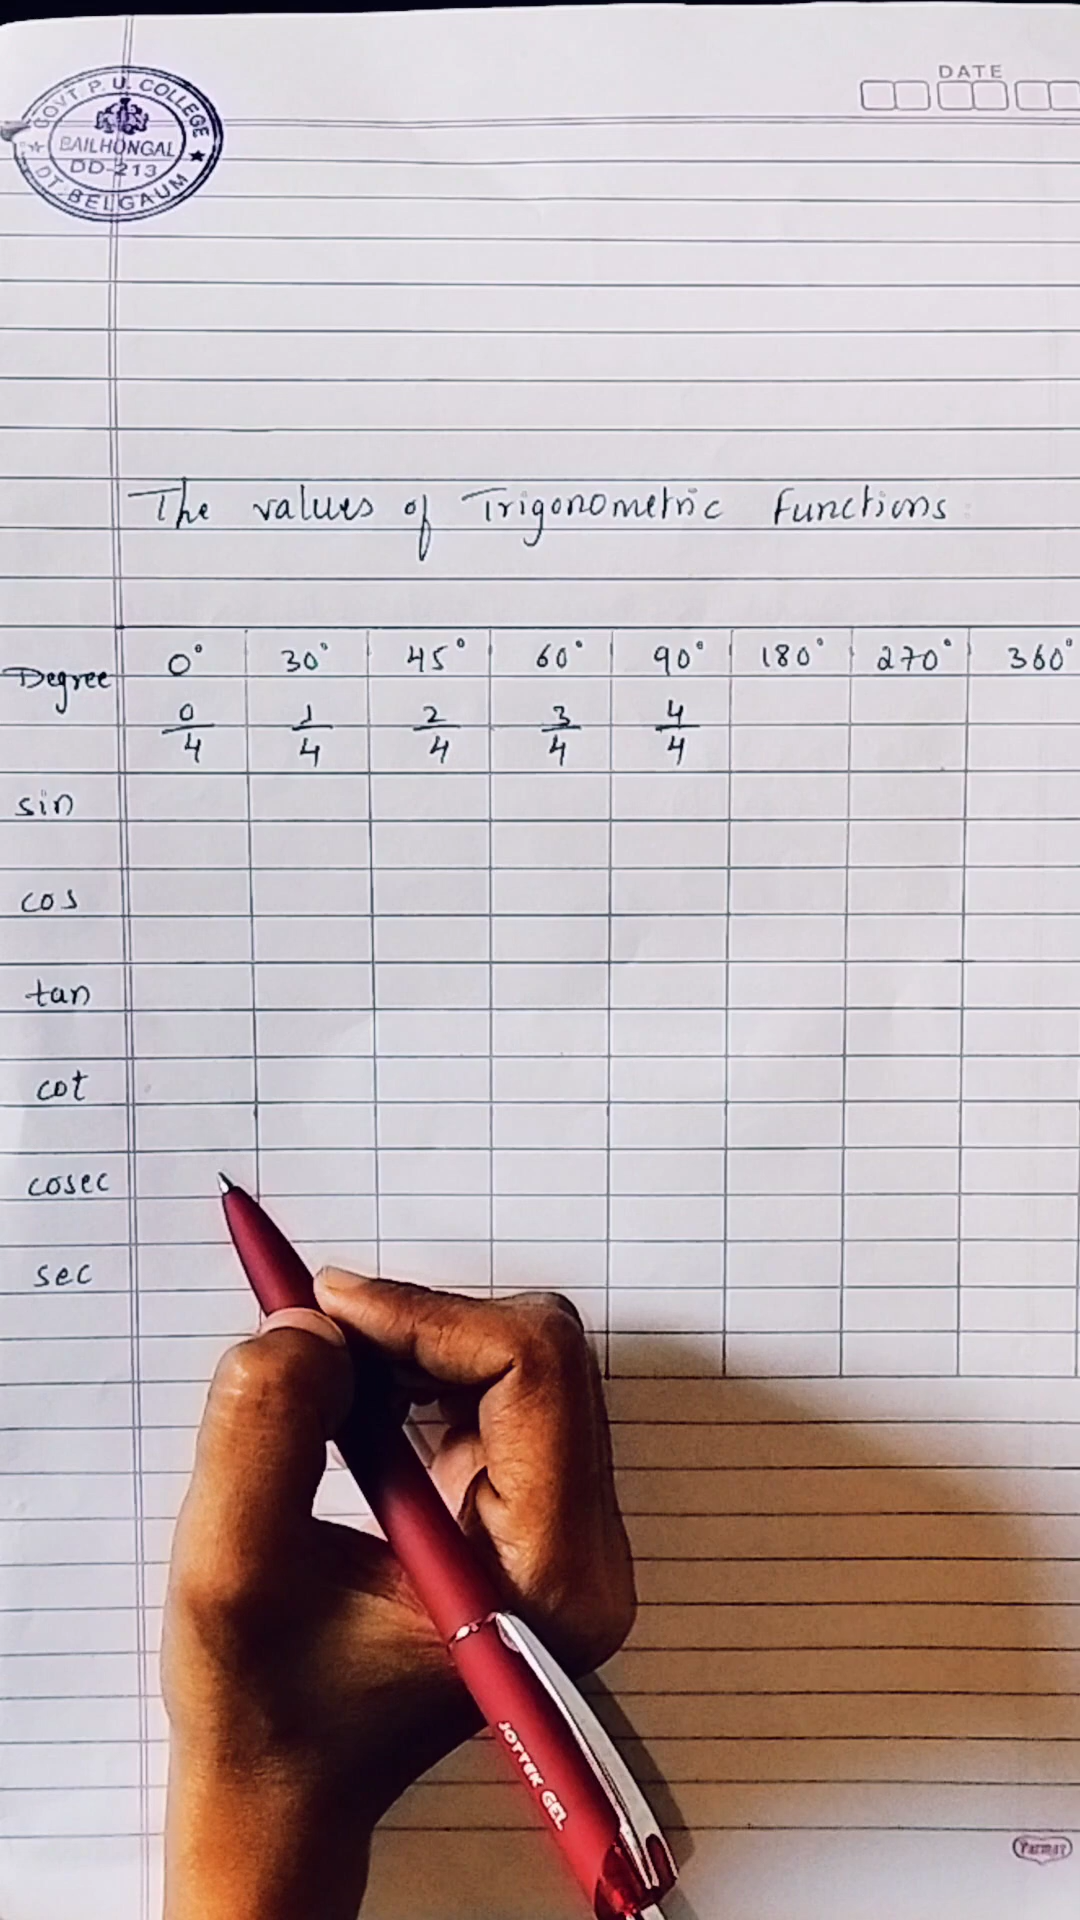 GOVT P. U. COLLEGE
BAILHONGAL
DD-213
DT. BELGAUM
DATE
The values of Trigonometric Functions
Degree 0° 30° 45° 60° 90° 180° 270° 360°
0/4 1/4 2/4 3/4 4/4
sin
cos
tan
cot
cosec
sec
JOTTEK GEL